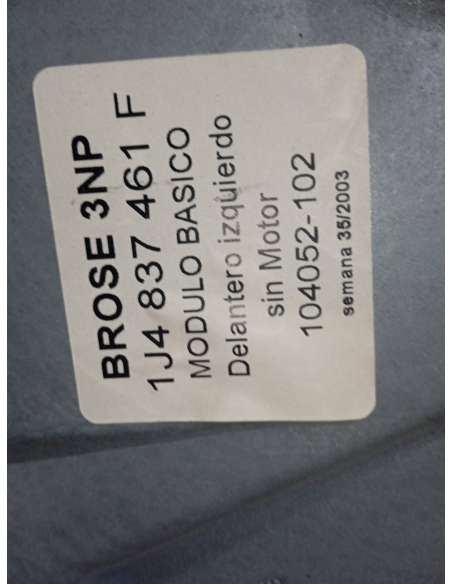 BROSE 3NP
1J4 837 461 F
MODULO BASICO
Delantero izquierdo
sin Motor
104052-102
semana 35/2003